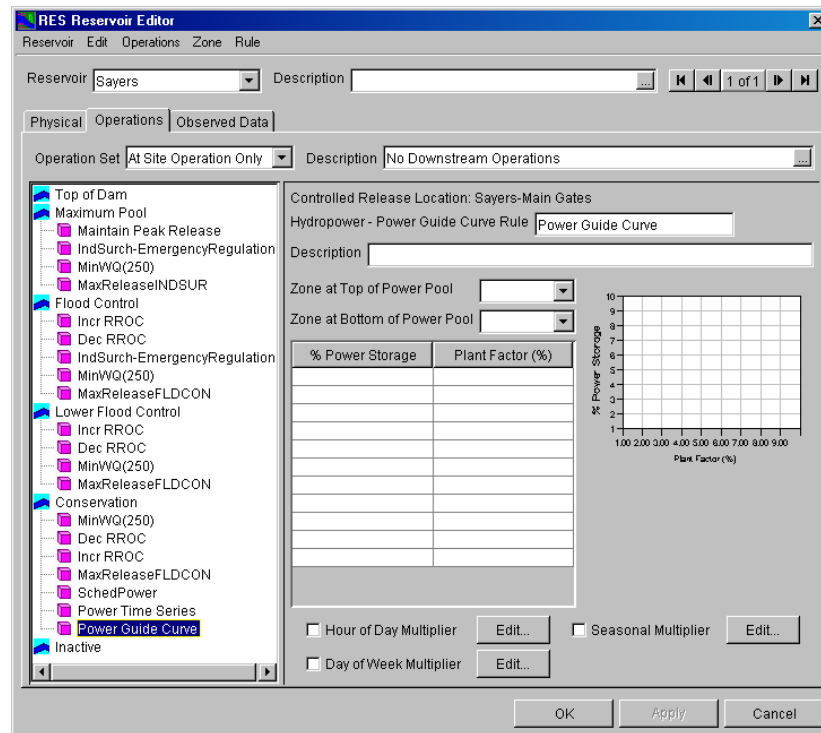 RES Reservoir Editor
Reservoir Edit Operations Zone Rule
Reservoir Sayers Description ... 1 of 1
Physical Operations Observed Data
Operation Set At Site Operation Only Description No Downstream Operations ...
Top of Dam
Maximum Pool
Maintain Peak Release
IndSurch-EmergencyRegulation
MinWQ(250)
MaxReleaseINDSUR
Flood Control
Incr RROC
Dec RROC
IndSurch-EmergencyRegulation
MinWQ(250)
MaxReleaseFLDCON
Lower Flood Control
Incr RROC
Dec RROC
MinWQ(250)
MaxReleaseFLDCON
Conservation
MinWQ(250)
Dec RROC
Incr RROC
MaxReleaseFLDCON
SchedPower
Power Time Series
Power Guide Curve
Inactive
Controlled Release Location: Sayers-Main Gates
Hydropower - Power Guide Curve Rule Power Guide Curve
Description
Zone at Top of Power Pool
Zone at Bottom of Power Pool
% Power Storage Plant Factor (%)
% Power Storage
10
9
8
7
6
5
4
3
2
1
1.00 2.00 3.00 4.00 5.00 6.00 7.00 8.00 9.00
Plant Factor (%)
Hour of Day Multiplier Edit... Seasonal Multiplier Edit...
Day of Week Multiplier Edit...
OK Apply Cancel